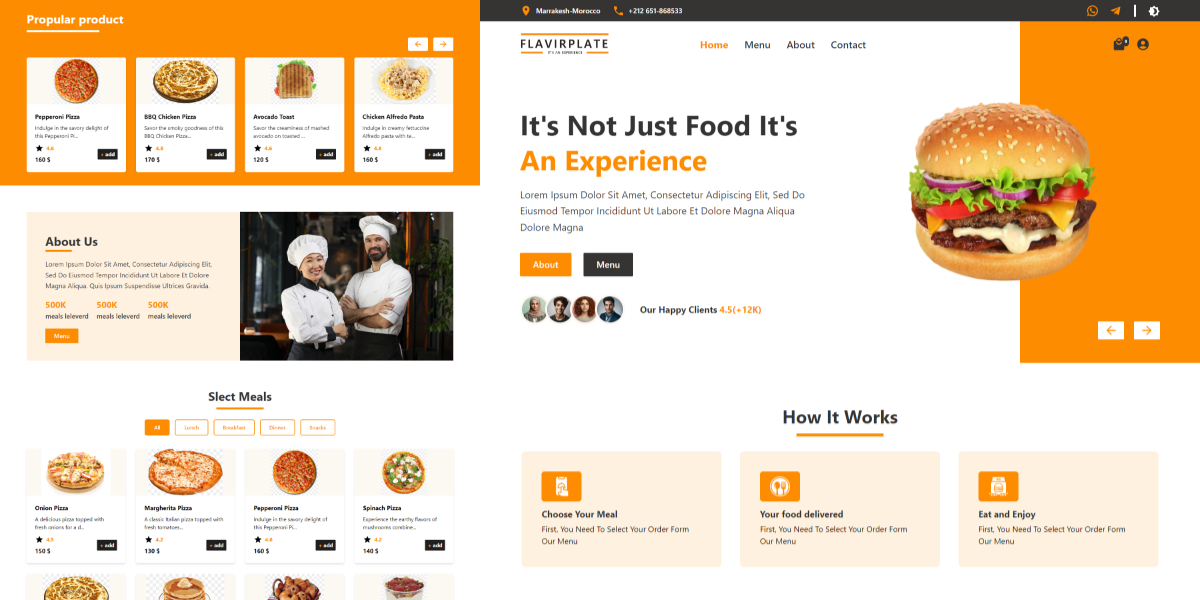 Propular product
Pepperoni Pizza
Indulge in the savory delight of
this Pepperoni Pi...
4.6
160 $
+ add
BBQ Chicken Pizza
Savor the smoky goodness of this
BBQ Chicken Pizza...
4.8
170 $
+ add
Avocado Toast
Savor the creaminess of mashed
avocado on toasted ...
4.6
120 $
+ add
Chicken Alfredo Pasta
Indulge in creamy fettuccine
Alfredo pasta with te...
160 $
+ add
About Us
Lorem Ipsum Dolor Sit Amet, Consectetur Adipiscing Elit,
Sed Do Eiusmod Tempor Incididunt Ut Labore Et Dolore
Magna Aliqua. Quis Ipsum Suspendisse Ultrices Gravida.
500K
meals leleverd
500K
meals leleverd
500K
meals leleverd
Menu
Slect Meals
All
Lunch
Breakfast
Dinner
Snacks
Onion Pizza
A delicious pizza topped with
fresh onions for a d...
150 $
+ add
Margherita Pizza
A classic Italian pizza topped with
fresh tomatoes...
4.2
130 $
+ add
Pepperoni Pizza
Indulge in the savory delight of
this Pepperoni Pi...
4.6
160 $
+ add
Spinach Pizza
Experience the earthy flavors of
mushrooms combine...
4.2
140 $
+ add
Marrakesh-Morocco
+212 651-868533
FLAVIRPLATE
IT'S AN EXPERIENCE
Home
Menu
About
Contact
0
It's Not Just Food It's
An Experience
Lorem Ipsum Dolor Sit Amet, Consectetur Adipiscing Elit, Sed Do
Eiusmod Tempor Incididunt Ut Labore Et Dolore Magna Aliqua
Dolore Magna
About
Menu
Our Happy Clients 4.5(+12K)
How It Works
Choose Your Meal
First, You Need To Select Your Order Form
Our Menu
Your food delivered
First, You Need To Select Your Order Form
Our Menu
Eat and Enjoy
First, You Need To Select Your Order Form
Our Menu